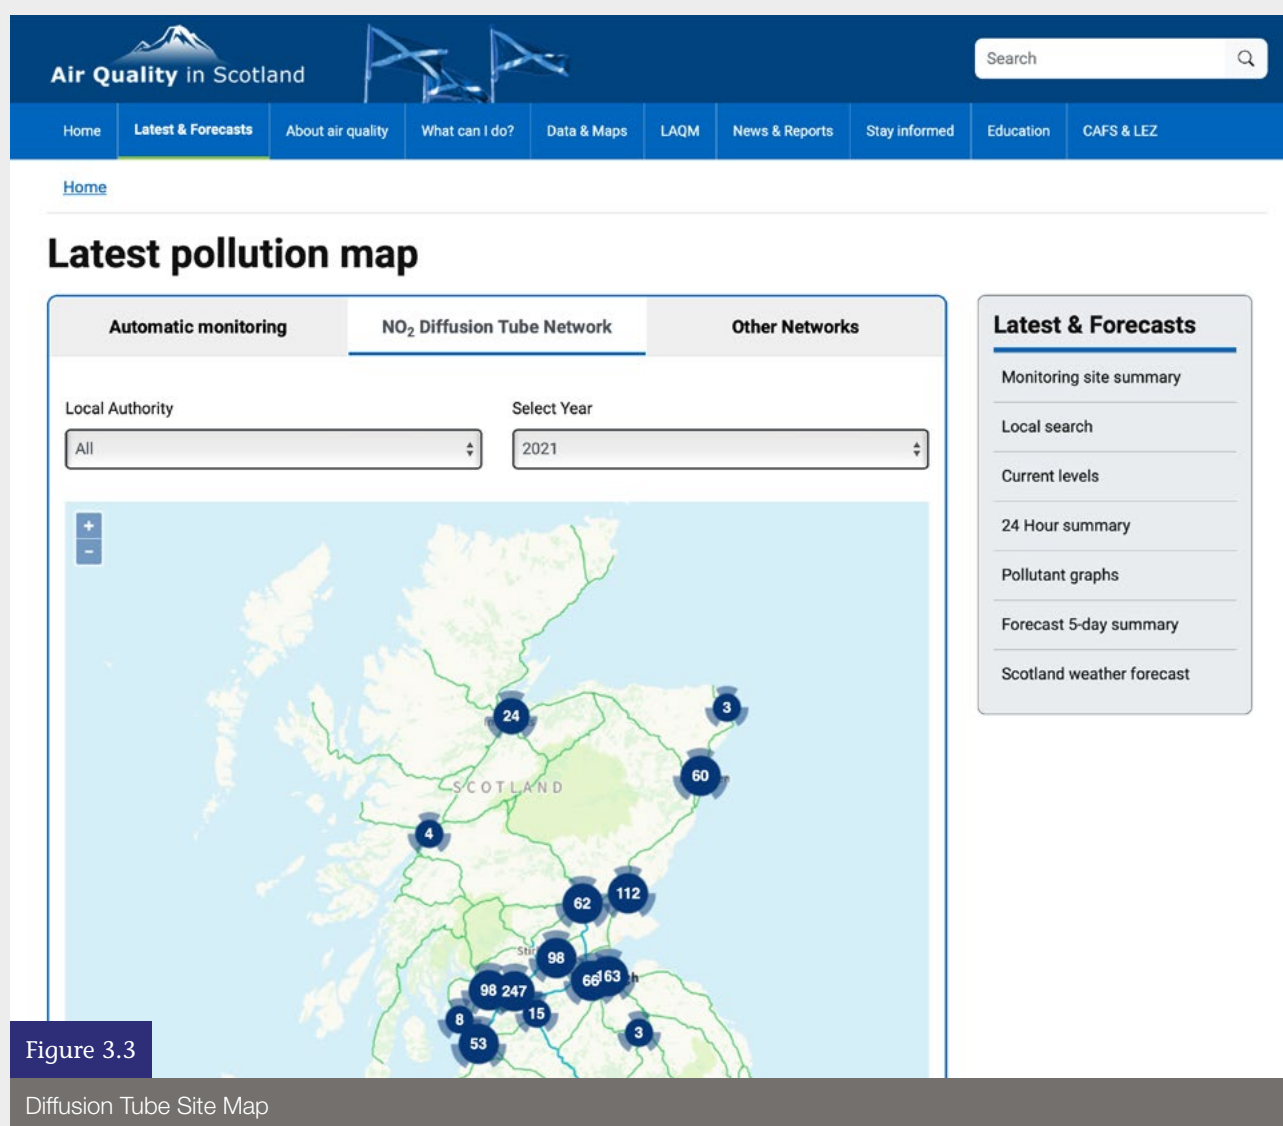 Air Quality in Scotland
Search
Home
Latest & Forecasts
About air quality
What can I do?
Data & Maps
LAQM
News & Reports
Stay informed
Education
CAFS & LEZ
Home
Latest pollution map
Automatic monitoring
NO₂ Diffusion Tube Network
Other Networks
Local Authority
Select Year
All
2021
+
-
24
3
SCOTLAND
60
4
62
112
98
66
163
98
247
15
8
3
53
Latest & Forecasts
Monitoring site summary
Local search
Current levels
24 Hour summary
Pollutant graphs
Forecast 5-day summary
Scotland weather forecast
Figure 3.3
Diffusion Tube Site Map